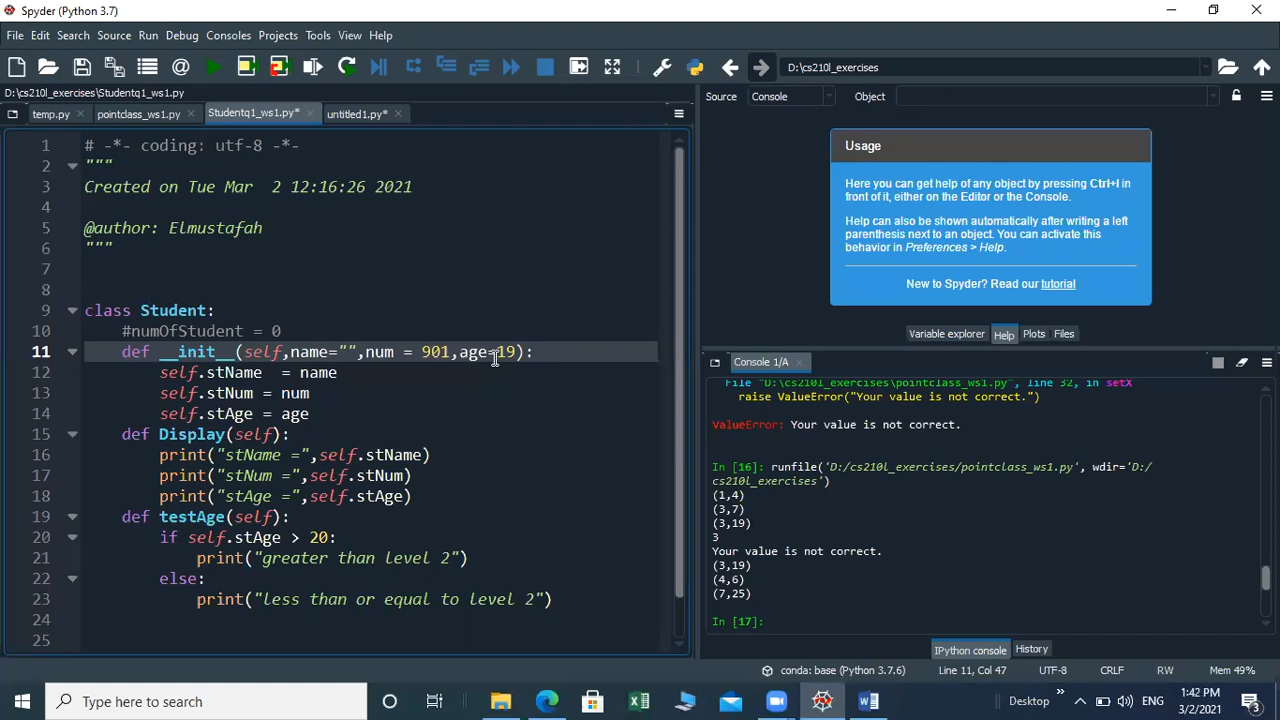 Spyder (Python 3.7)
File Edit Search Source Run Debug Consoles Projects Tools View Help
D:\cs210l_exercises
D:\cs210l_exercises\Studentq1_ws1.py
temp.py pointclass_ws1.py Studentq1_ws1.py* untitled1.py*
Source Console Object
1 # -*- coding: utf-8 -*-
2 """
3 Created on Tue Mar  2 12:16:26 2021
4
5 @author: Elmustafah
6 """
7
8
9 class Student:
10     #numOfStudent = 0
11     def __init__(self,name="",num = 901,age=19):
12         self.stName  = name
13         self.stNum = num
14         self.stAge = age
15     def Display(self):
16         print("stName =",self.stName)
17         print("stNum =",self.stNum)
18         print("stAge =",self.stAge)
19     def testAge(self):
20         if self.stAge > 20:
21             print("greater than level 2")
22         else:
23             print("less than or equal to level 2")
24
25
Usage
Here you can get help of any object by pressing Ctrl+I in
front of it, either on the Editor or the Console.
Help can also be shown automatically after writing a left
parenthesis next to an object. You can activate this
behavior in Preferences > Help.
New to Spyder? Read our tutorial
Variable explorer Help Plots Files
Console 1/A
File "D:\cs210l_exercises\pointclass_ws1.py", line 32, in setX
raise ValueError("Your value is not correct.")
ValueError: Your value is not correct.
In [16]: runfile('D:/cs210l_exercises/pointclass_ws1.py', wdir='D:/
cs210l_exercises')
(1,4)
(3,7)
(3,19)
3
Your value is not correct.
(3,19)
(4,6)
(7,25)
In [17]:
IPython console History
conda: base (Python 3.7.6) Line 11, Col 47 UTF-8 CRLF RW Mem 49%
Type here to search
Desktop ENG 1:42 PM
3/2/2021
3